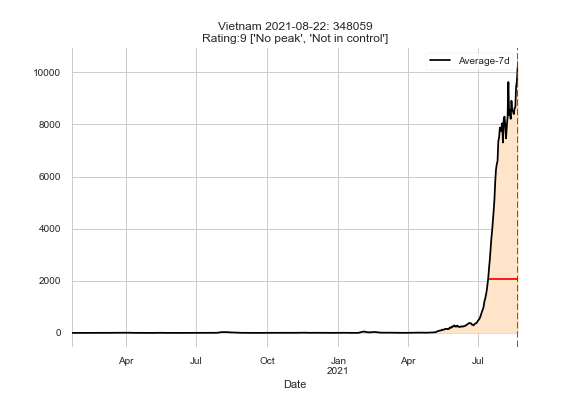 Vietnam 2021-08-22: 348059
Rating:9 ['No peak', 'Not in control']
Average-7d
10000
8000
6000
4000
2000
0
Apr
Jul
Oct
Jan
2021
Apr
Jul
Date